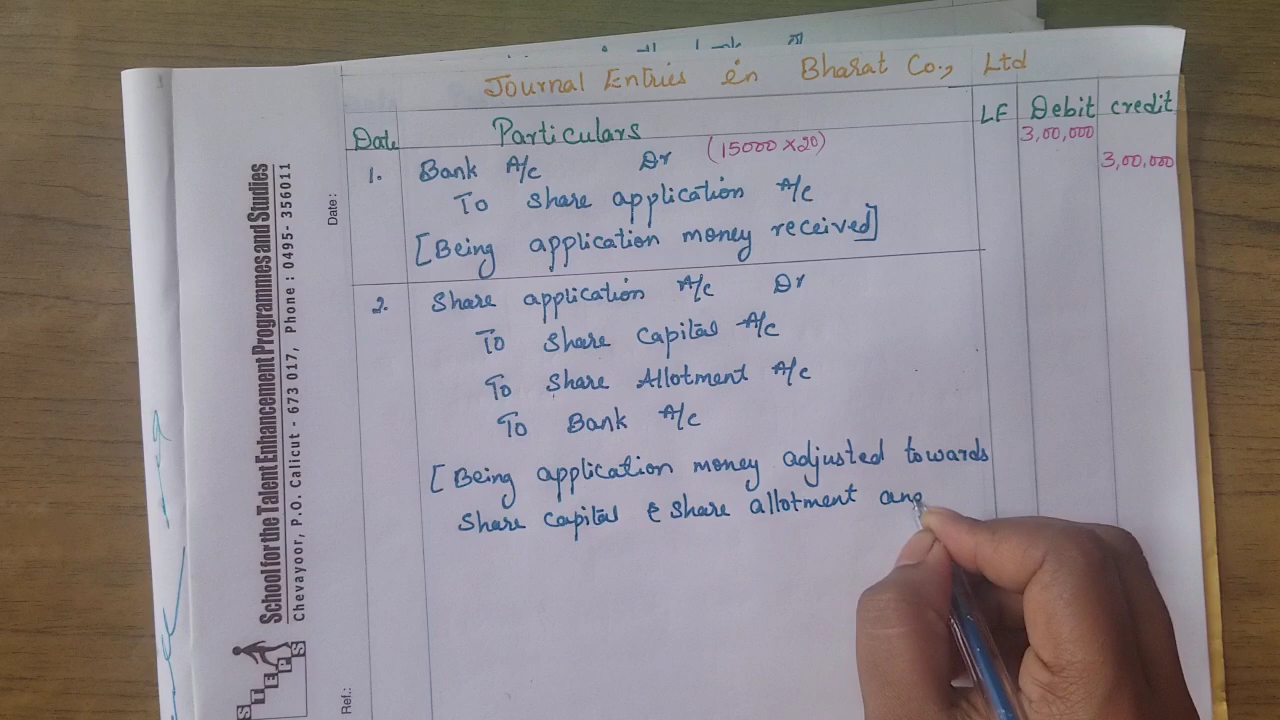 Journal Entries in Bharat Co., Ltd
Date Particulars LF Debit credit
1. Bank A/c Dr (15000 x 20) 3,00,000
To share application A/c 3,00,000
[Being application money received]
2. Share application A/c Dr
To share capital A/c
To share Allotment A/c
To Bank A/c
[Being application money adjusted towards
share capital & share allotment and
School for the Talent Enhancement Programmes and Studies
Chevayoor, P.O. Calicut - 673 017, Phone : 0495- 356011
STEPS
Date:
Ref.: